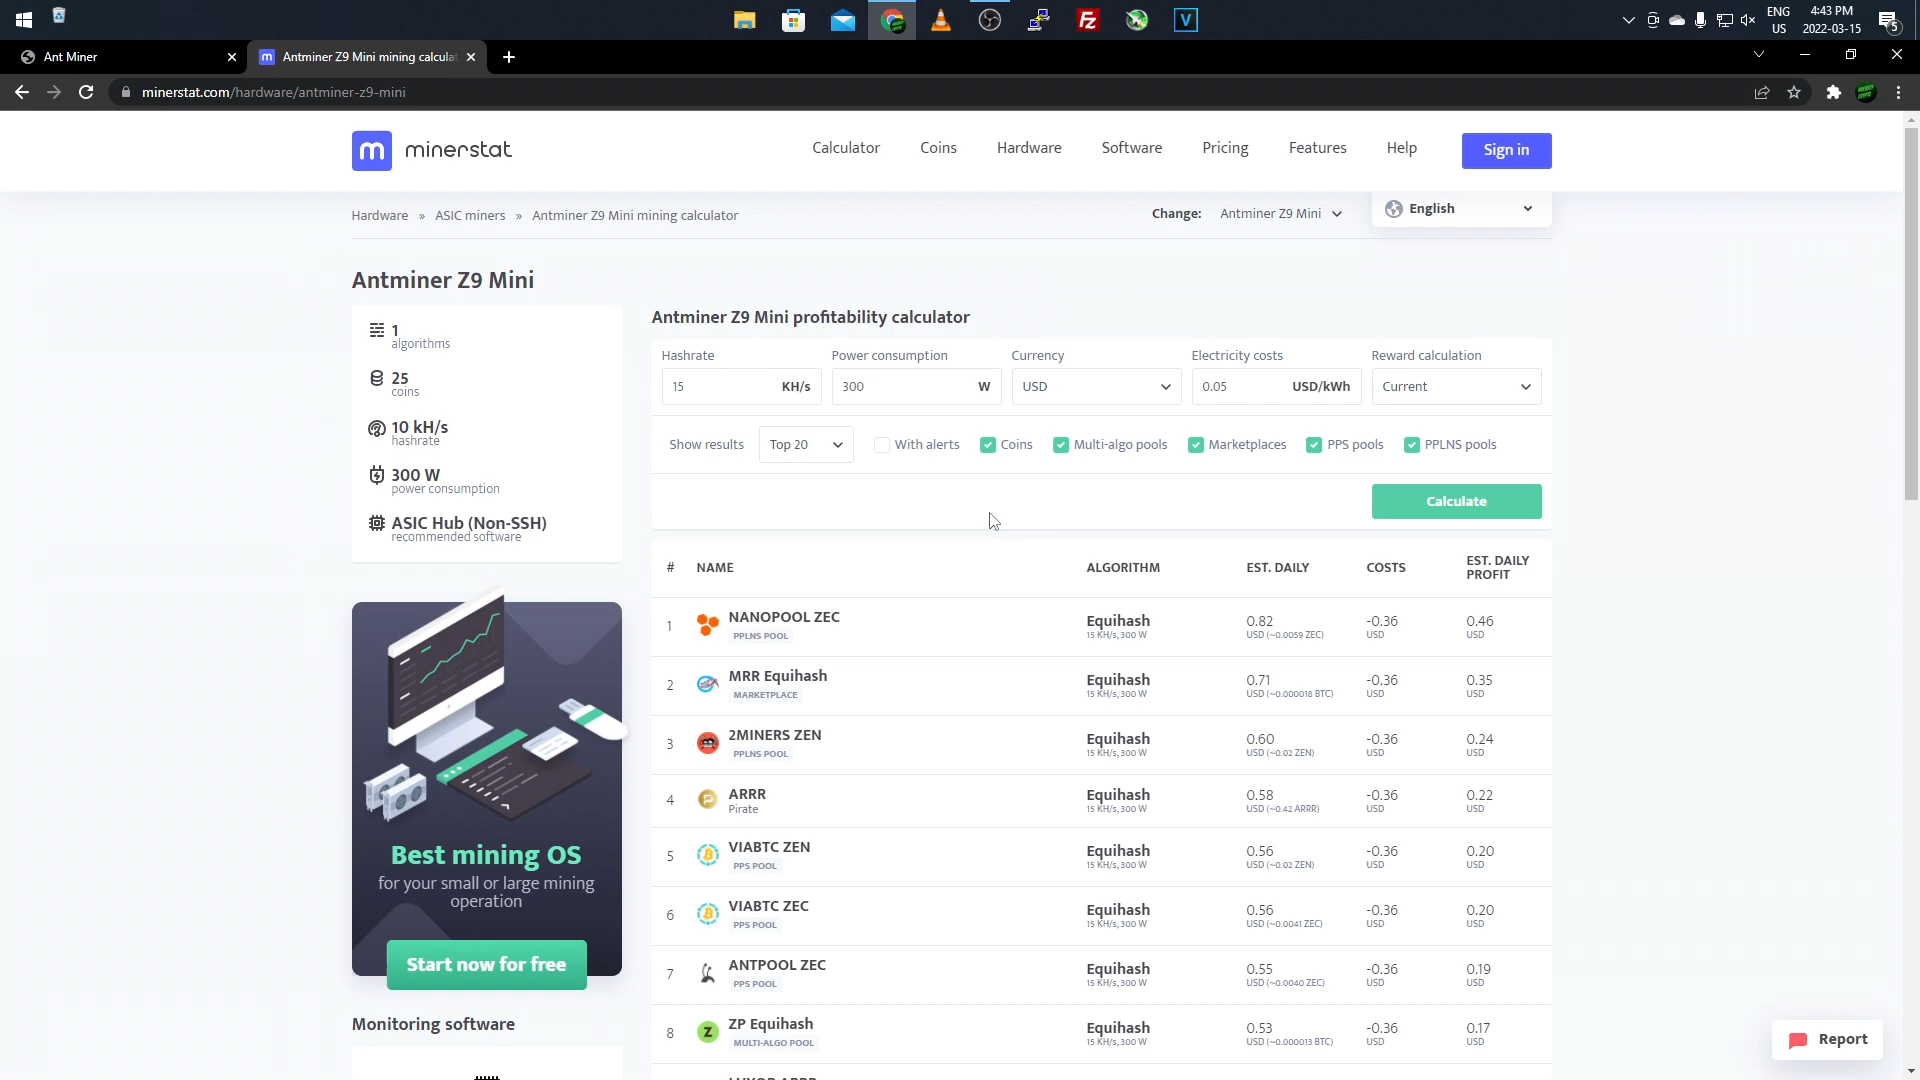 ENG
US
4:43 PM
2022-03-15
5
Ant Miner
Antminer Z9 Mini mining calculat
minerstat.com/hardware/antminer-z9-mini
m minerstat
Calculator Coins Hardware Software Pricing Features Help Sign in
Hardware » ASIC miners » Antminer Z9 Mini mining calculator
Change: Antminer Z9 Mini
English
Antminer Z9 Mini
1
algorithms
25
coins
10 kH/s
hashrate
300 W
power consumption
ASIC Hub (Non-SSH)
recommended software
Best mining OS
for your small or large mining
operation
Start now for free
Monitoring software
Antminer Z9 Mini profitability calculator
Hashrate Power consumption Currency Electricity costs Reward calculation
15 KH/s 300 W USD 0.05 USD/kWh Current
Show results Top 20 With alerts Coins Multi-algo pools Marketplaces PPS pools PPLNS pools
Calculate
# NAME ALGORITHM EST. DAILY COSTS EST. DAILY
PROFIT
1 NANOPOOL ZEC Equihash 0.82 -0.36 0.46
PPLNS POOL 15 KH/s, 300 W USD (~0.0059 ZEC) USD USD
2 MRR Equihash Equihash 0.71 -0.36 0.35
MARKETPLACE 15 KH/s, 300 W USD (~0.000018 BTC) USD USD
3 2MINERS ZEN Equihash 0.60 -0.36 0.24
PPLNS POOL 15 KH/s, 300 W USD (~0.02 ZEN) USD USD
4 ARRR Equihash 0.58 -0.36 0.22
Pirate 15 KH/s, 300 W USD (~0.42 ARRR) USD USD
5 VIABTC ZEN Equihash 0.56 -0.36 0.20
PPS POOL 15 KH/s, 300 W USD (~0.02 ZEN) USD USD
6 VIABTC ZEC Equihash 0.56 -0.36 0.20
PPS POOL 15 KH/s, 300 W USD (~0.0041 ZEC) USD USD
7 ANTPOOL ZEC Equihash 0.55 -0.36 0.19
PPS POOL 15 KH/s, 300 W USD (~0.0040 ZEC) USD USD
8 ZP Equihash Equihash 0.53 -0.36 0.17
MULTI-ALGO POOL 15 KH/s, 300 W USD (~0.000013 BTC) USD USD
Report